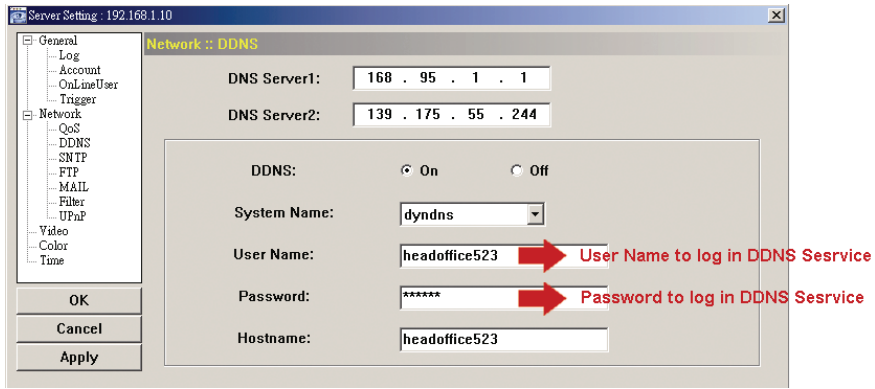 Server Setting : 192.168.1.10
General
Log
Account
OnLineUser
Trigger
Network
QoS
DDNS
SNTP
FTP
MAIL
Filter
UPnP
Video
Color
Time
OK
Cancel
Apply
Network :: DDNS
DNS Server1: 168 . 95 . 1 . 1
DNS Server2: 139 . 175 . 55 . 244
DDNS: On Off
System Name: dyndns
User Name: headoffice523 User Name to log in DDNS Sesrvice
Password: ****** Password to log in DDNS Sesrvice
Hostname: headoffice523